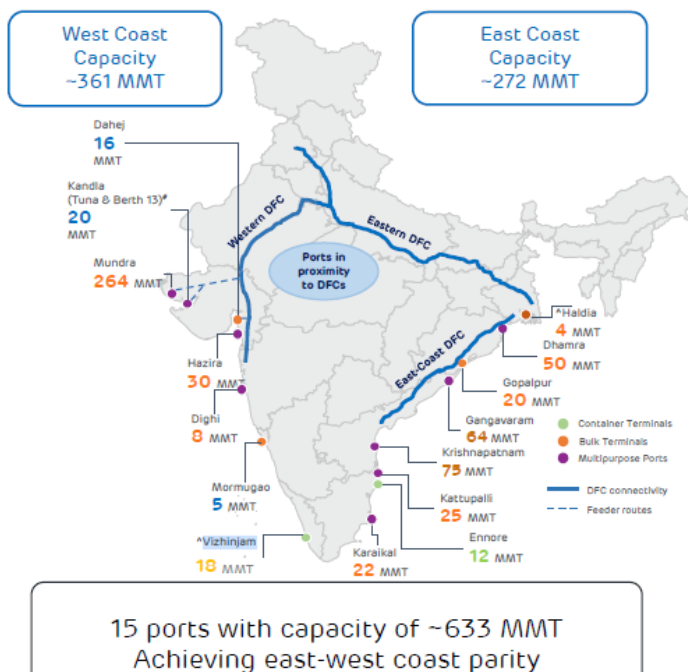 West Coast
Capacity
~361 MMT
East Coast
Capacity
~272 MMT
Dahej
16
MMT
Kandla
(Tuna & Berth 13)#
20
MMT
Mundra
264 MMT
Western DFC
Eastern DFC
Ports in
proximity
to DFCs
^Haldia
4 MMT
Dhamra
50 MMT
East-Coast DFC
Gopalpur
20 MMT
Hazira
30 MMT
Dighi
8 MMT
Gangavaram
64 MMT
Krishnapatnam
75 MMT
Container Terminals
Bulk Terminals
Multipurpose Ports
DFC connectivity
Feeder routes
Mormugao
5 MMT
Kattupalli
25 MMT
^Vizhinjam
18 MMT
Karaikal
22 MMT
Ennore
12 MMT
15 ports with capacity of ~633 MMT
Achieving east-west coast parity